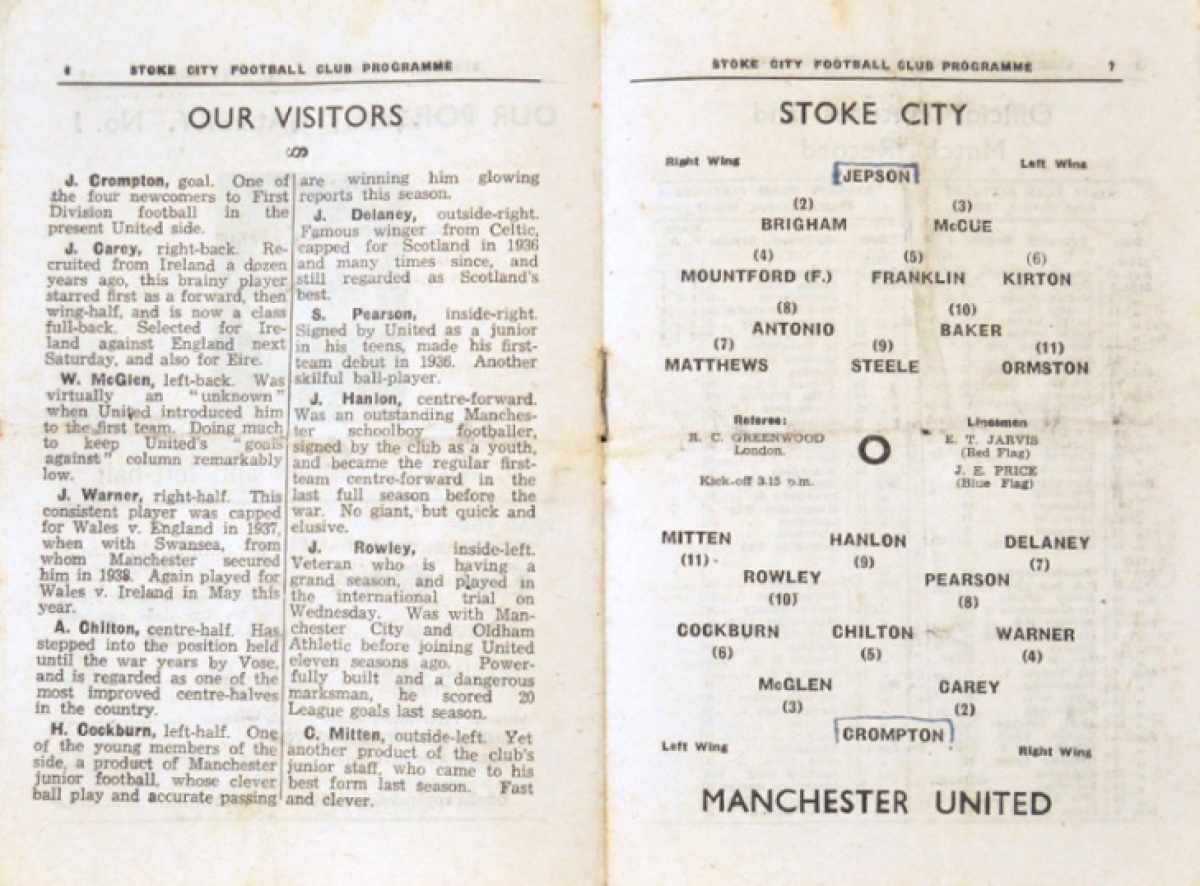 6 STOKE CITY FOOTBALL CLUB PROGRAMME
OUR VISITORS
J. Crompton, goal. One of
the four newcomers to First
Division football in the
present United side.
J. Carey, right-back. Re-
cruited from Ireland a dozen
years ago, this brainy player
starred first as a forward, then
wing-half, and is now a class
full-back. Selected for Ire-
land against England next
Saturday, and also for Eire.
W. McGlen, left-back. Was
virtually an "unknown"
when United introduced him
to the first team. Doing much
to keep United's "goals
against" column remarkably
low.
J. Warner, right-half. This
consistent player was capped
for Wales v. England in 1937,
when with Swansea, from
whom Manchester secured
him in 1938. Again played for
Wales v. Ireland in May this
year.
A. Chilton, centre-half. Has
stepped into the position held
until the war years by Vose,
and is regarded as one of the
most improved centre-halves
in the country.
H. Cockburn, left-half. One
of the young members of the
side, a product of Manchester
junior football, whose clever
ball play and accurate passing
are winning him glowing
reports this season.
J. Delaney, outside-right.
Famous winger from Celtic,
capped for Scotland in 1936
and many times since, and
still regarded as Scotland's
best.
S. Pearson, inside-right.
Signed by United as a junior
in his teens, made his first-
team debut in 1936. Another
skilful ball-player.
J. Hanlon, centre-forward.
Was an outstanding Manches-
ter schoolboy footballer,
signed by the club as a youth,
and became the regular first-
team centre-forward in the
last full season before the
war. No giant, but quick and
elusive.
J. Rowley, inside-left.
Veteran who is having a
grand season, and played in
the international trial on
Wednesday. Was with Man-
chester City and Oldham
Athletic before joining United
eleven seasons ago. Power-
fully built and a dangerous
marksman, he scored 20
League goals last season.
C. Mitten, outside-left. Yet
another product of the club's
junior staff, who came to his
best form last season. Fast
and clever.
STOKE CITY FOOTBALL CLUB PROGRAMME 7
STOKE CITY
Right Wing Left Wing
JEPSON
(2) (3)
BRIGHAM McCUE
(4) (5) (6)
MOUNTFORD (F.) FRANKLIN KIRTON
(8) (10)
ANTONIO BAKER
(7) (9) (11)
MATTHEWS STEELE ORMSTON
Referee: Linesmen
R. C. GREENWOOD E. T. JARVIS
London. (Red Flag)
J. E. PRICE
Kick-off 3.15 p.m. (Blue Flag)
MITTEN HANLON DELANEY
(11) (9) (7)
ROWLEY PEARSON
(10) (8)
COCKBURN CHILTON WARNER
(6) (5) (4)
McGLEN CAREY
(3) (2)
CROMPTON
Left Wing Right Wing
MANCHESTER UNITED